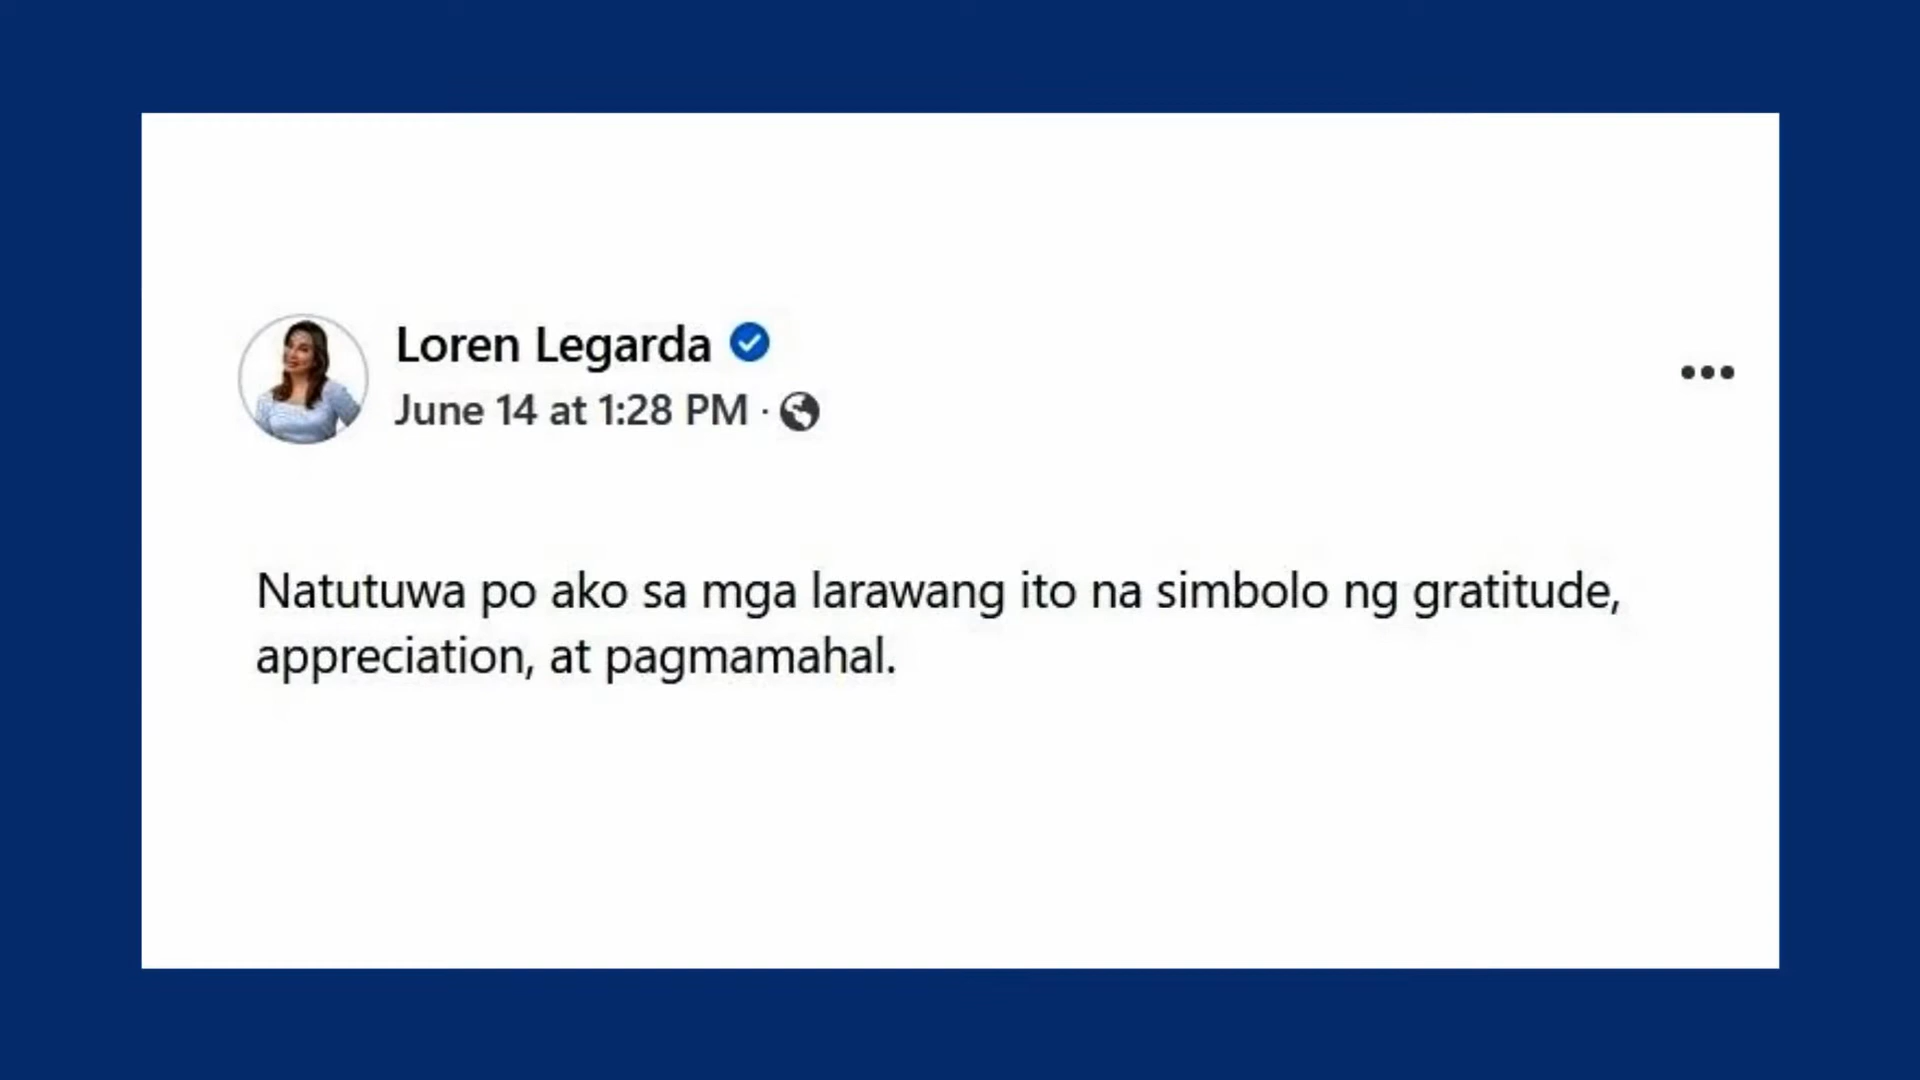 Loren Legarda
June 14 at 1:28 PM ·
Natutuwa po ako sa mga larawang ito na simbolo ng gratitude,
appreciation, at pagmamahal.